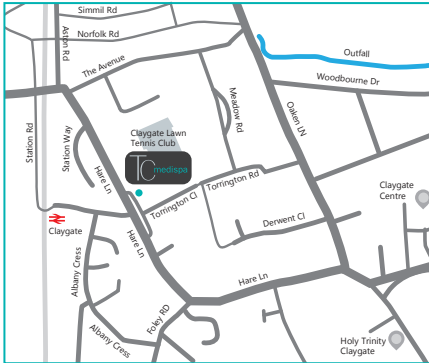 Simmil Rd
Norfolk Rd
Aston Rd
Outfall
The Avenue
Woodbourne Dr
Meadow Rd
Oaken LN
Station Rd
Station Way
Claygate Lawn
Tennis Club
TC medispa
Hare Ln
Torrington Rd
Torrington Cl
Claygate
Centre
Derwent Cl
Claygate
Hare Ln
Albany Cress
Hare Ln
Foley RD
Albany Cress
Holy Trinity
Claygate